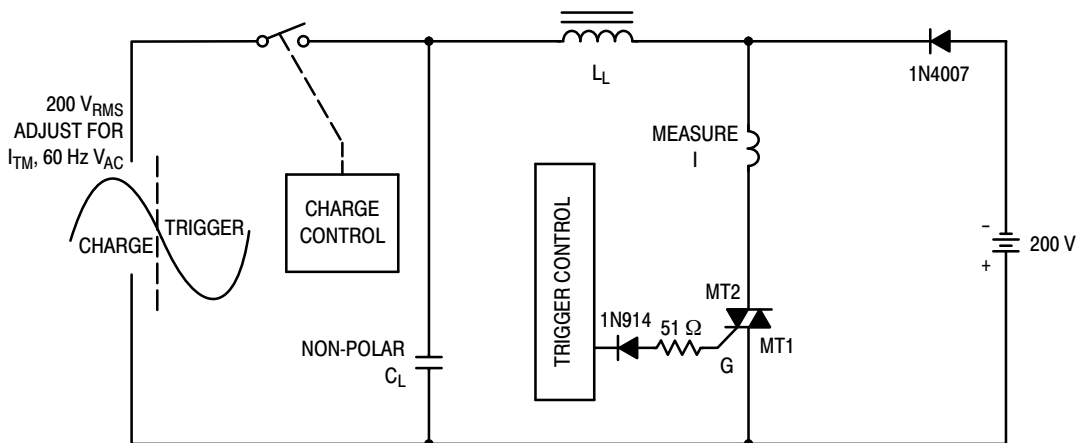 200 V_RMS
ADJUST FOR
I_TM, 60 Hz V_AC
CHARGE
TRIGGER
CHARGE
CONTROL
NON-POLAR
C_L
L_L
TRIGGER CONTROL
1N914
51 Ω
G
MEASURE
I
MT2
MT1
1N4007
-
+
200 V